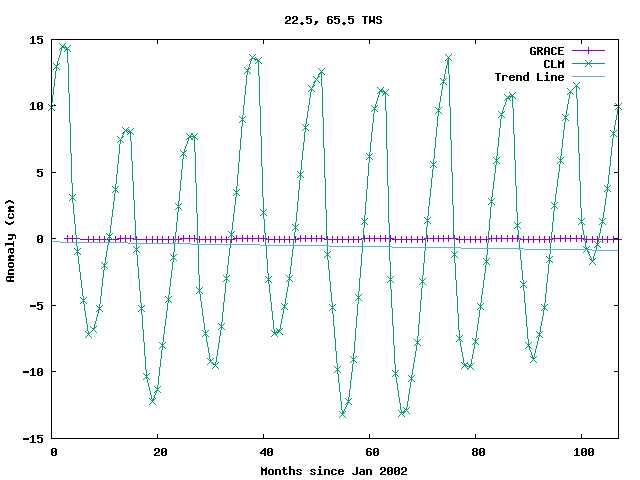 22.5, 65.5 TWS
GRACE
CLM
Trend Line
15
10
5
0
-5
-10
-15
Anomaly (cm)
0 20 40 60 80 100
Months since Jan 2002